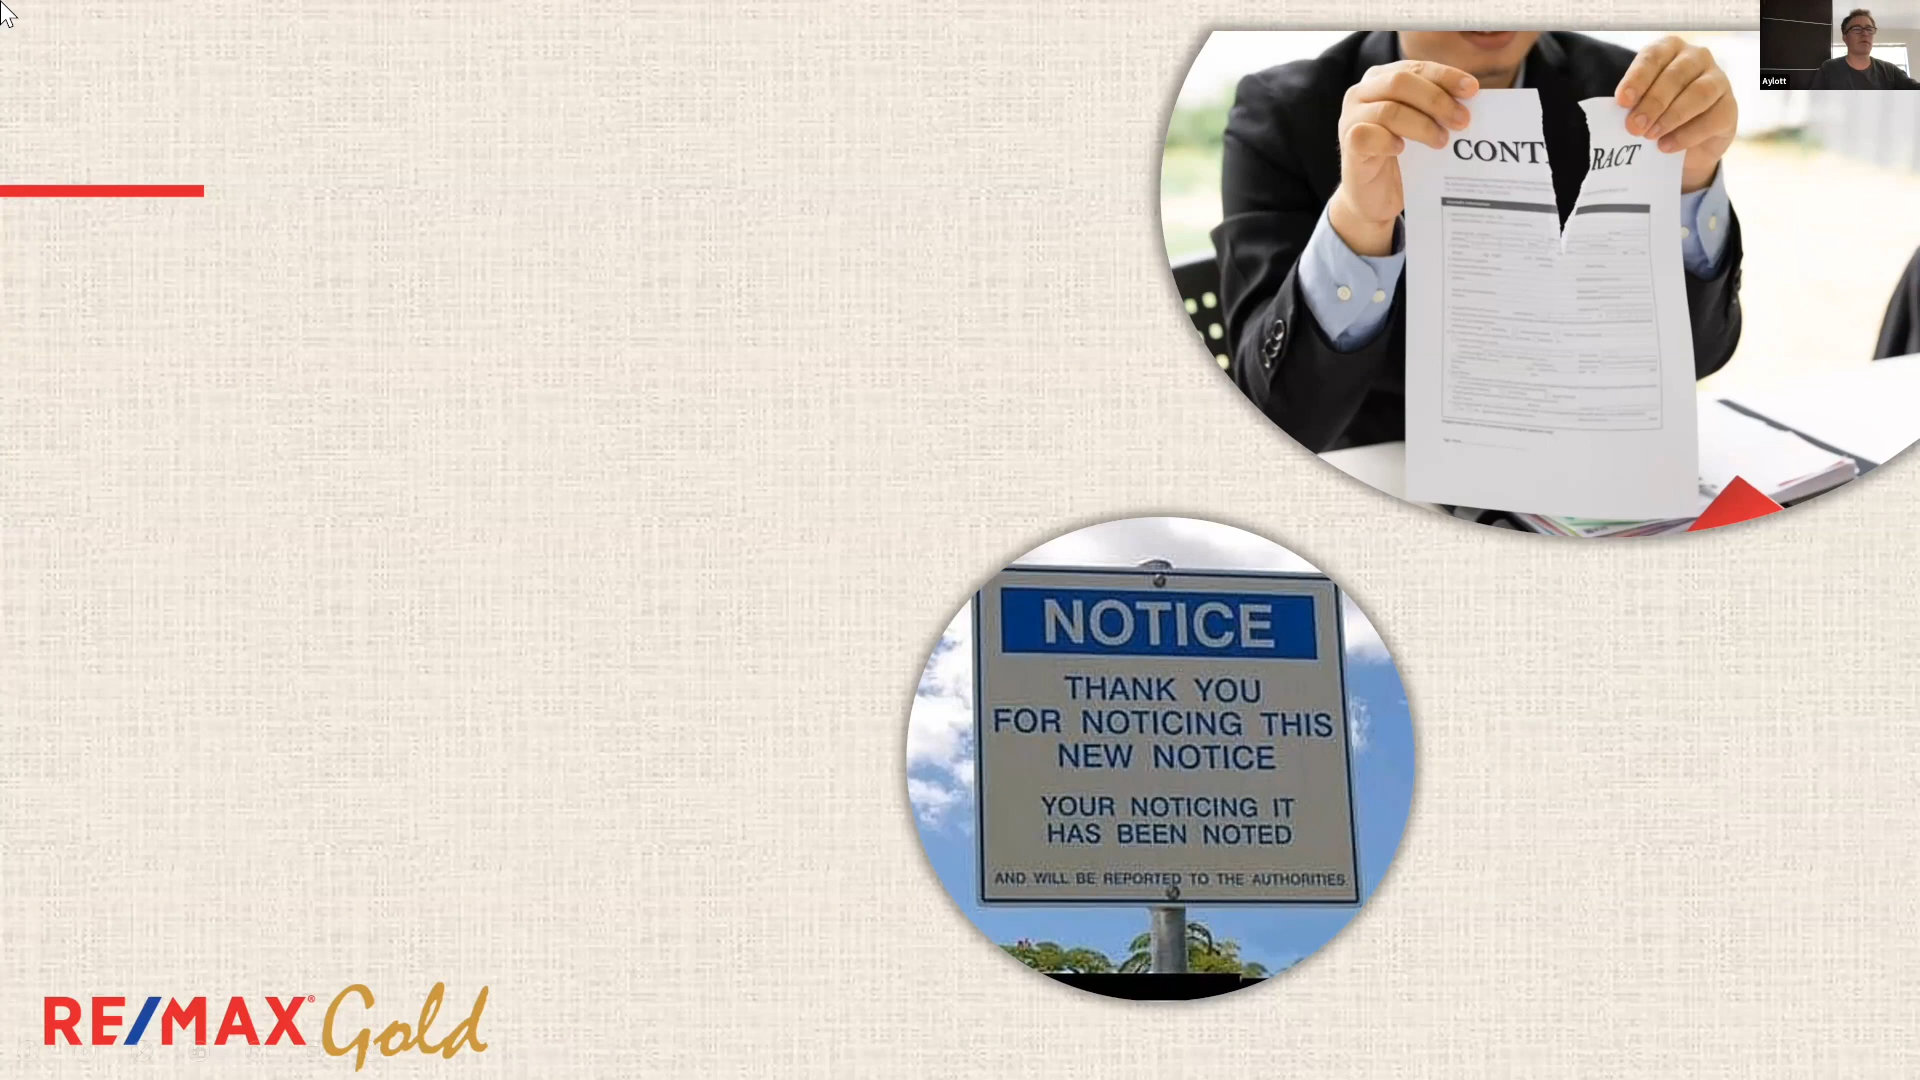 Aylott
CONT RACT
NOTICE
THANK YOU
FOR NOTICING THIS
NEW NOTICE
YOUR NOTICING IT
HAS BEEN NOTED
AND WILL BE REPORTED TO THE AUTHORITIES
RE/MAX® Gold